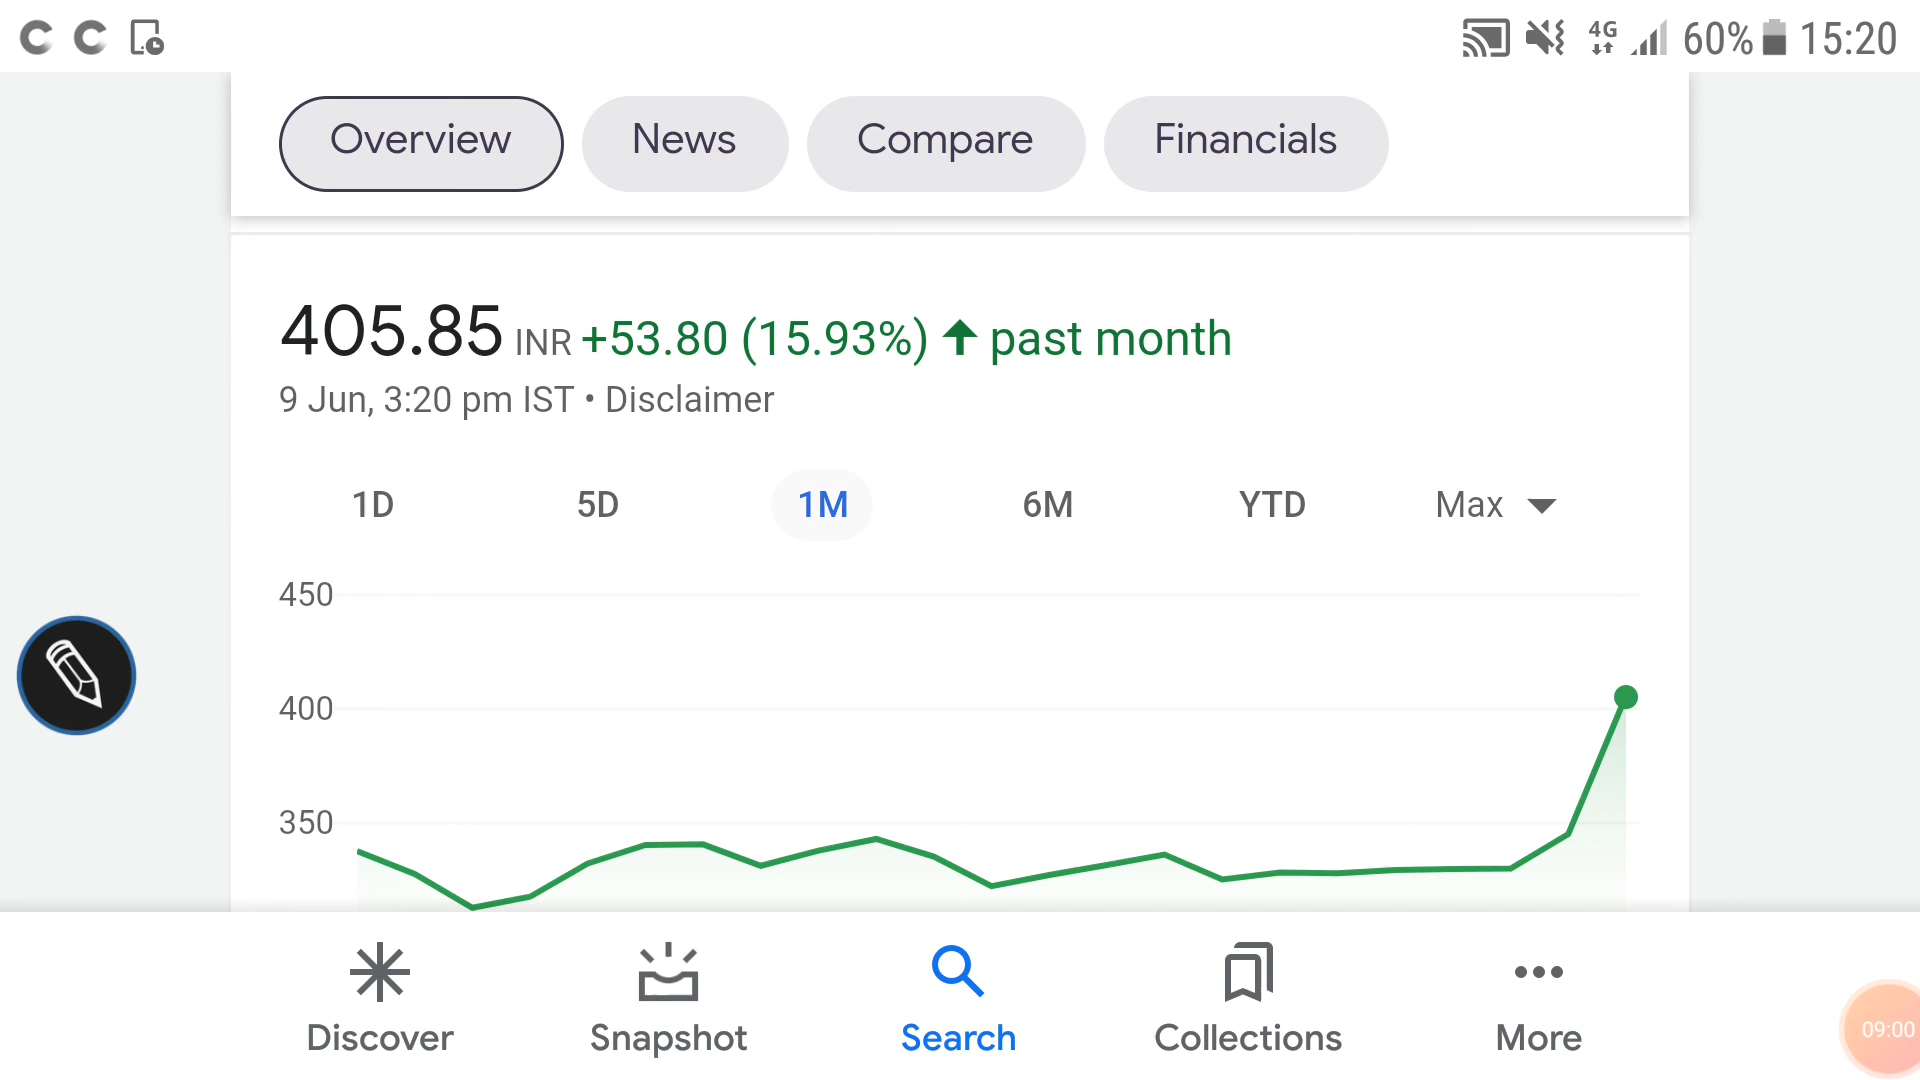 4G 60% 15:20
Overview News Compare Financials
405.85 INR +53.80 (15.93%) ↑ past month
9 Jun, 3:20 pm IST • Disclaimer
1D 5D 1M 6M YTD Max
450
400
350
Discover Snapshot Search Collections More
09:00